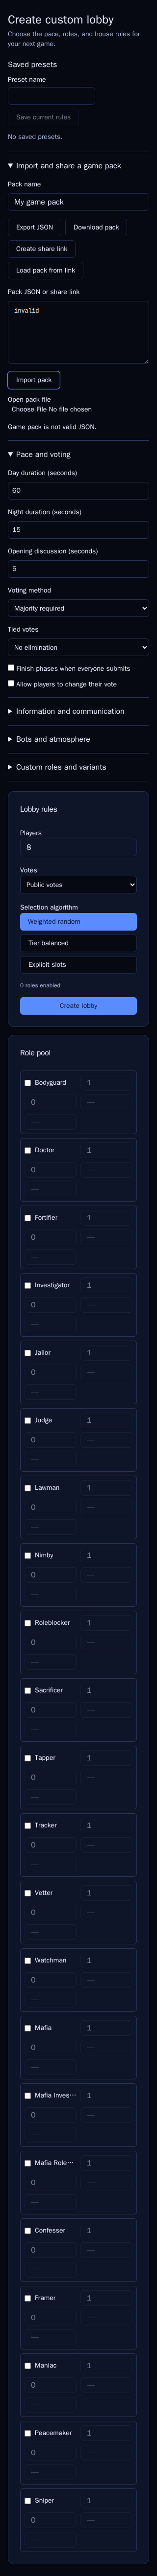 Create custom lobby
Choose the pace, roles, and house rules for
your next game.
Saved presets
Preset name
Save current rules
No saved presets.
▼ Import and share a game pack
Pack name
My game pack
Export JSON
Download pack
Create share link
Load pack from link
Pack JSON or share link
invalid
Import pack
Open pack file
Choose File No file chosen
Game pack is not valid JSON.
▼ Pace and voting
Day duration (seconds)
60
Night duration (seconds)
15
Opening discussion (seconds)
5
Voting method
Majority required
Tied votes
No elimination
Finish phases when everyone submits
Allow players to change their vote
▶ Information and communication
▶ Bots and atmosphere
▶ Custom roles and variants
Lobby rules
Players
8
Votes
Public votes
Selection algorithm
Weighted random
Tier balanced
Explicit slots
0 roles enabled
Create lobby
Role pool
Bodyguard 1
0 —
—
Doctor 1
0 —
—
Fortifier 1
0 —
—
Investigator 1
0 —
—
Jailor 1
0 —
—
Judge 1
0 —
—
Lawman 1
0 —
—
Nimby 1
0 —
—
Roleblocker 1
0 —
—
Sacrificer 1
0 —
—
Tapper 1
0 —
—
Tracker 1
0 —
—
Vetter 1
0 —
—
Watchman 1
0 —
—
Mafia 1
0 —
—
Mafia Inves… 1
0 —
—
Mafia Role… 1
0 —
—
Confesser 1
0 —
—
Framer 1
0 —
—
Maniac 1
0 —
—
Peacemaker 1
0 —
—
Sniper 1
0 —
—